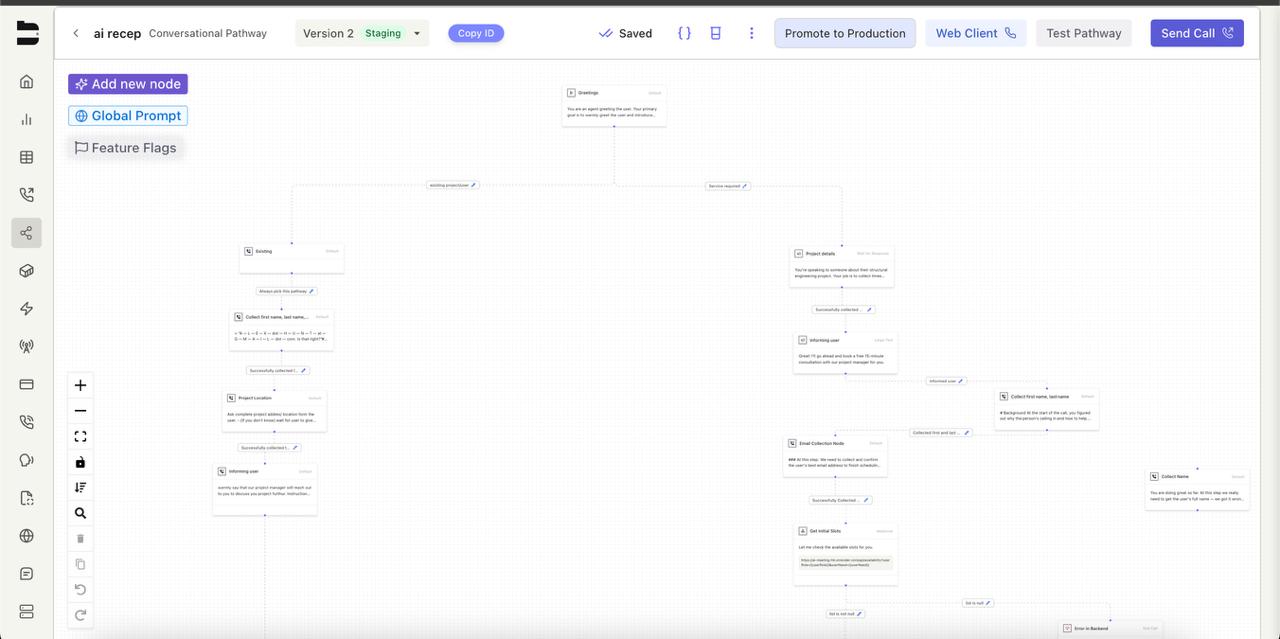 ai recep
Conversational Pathway
Version 2
Staging
Copy ID
Saved
Promote to Production
Web Client
Test Pathway
Send Call
Add new node
Global Prompt
Feature Flags
Greetings
Default
You are an agent greeting the user. Your primary
goal is to warmly greet the user and introduce...
existing project/user
Service required
Existing
Default
Always pick this pathway
Collect first name, last name,...
Default
dot — com. Is that right?
Successfully collected
Project Location
Default
Ask complete project address/ location form the
user. - (if you don't know) wait for user to give...
Successfully collected t...
Informing user
Default
warmly say that our project manager will reach out
to you to discuss you project further. Instruction...
Project details
Wait for Response
You're speaking to someone about their structural
engineering project. Your job is to collect three...
Successfully collected ...
Informing user
Large Text
Great! I'll go ahead and book a free 15-minute
consultation with our project manager for you.
Informed user
Collect first name, last name
Default
# Background At the start of the call, you figured
out why the person's calling in and how to help...
Collected first and last ...
Email Collection Node
Default
### At this step. We need to collect and confirm
the user's best email address to finish schedulin...
Collect Name
Default
You are doing great so far. At this step we really
need to get the user's full name — we got it wron...
Successfully Collected ...
Get Initial Slots
Webhook
Let me check the available slots for you.
list is null
list is not null
Error in Backend
End Call